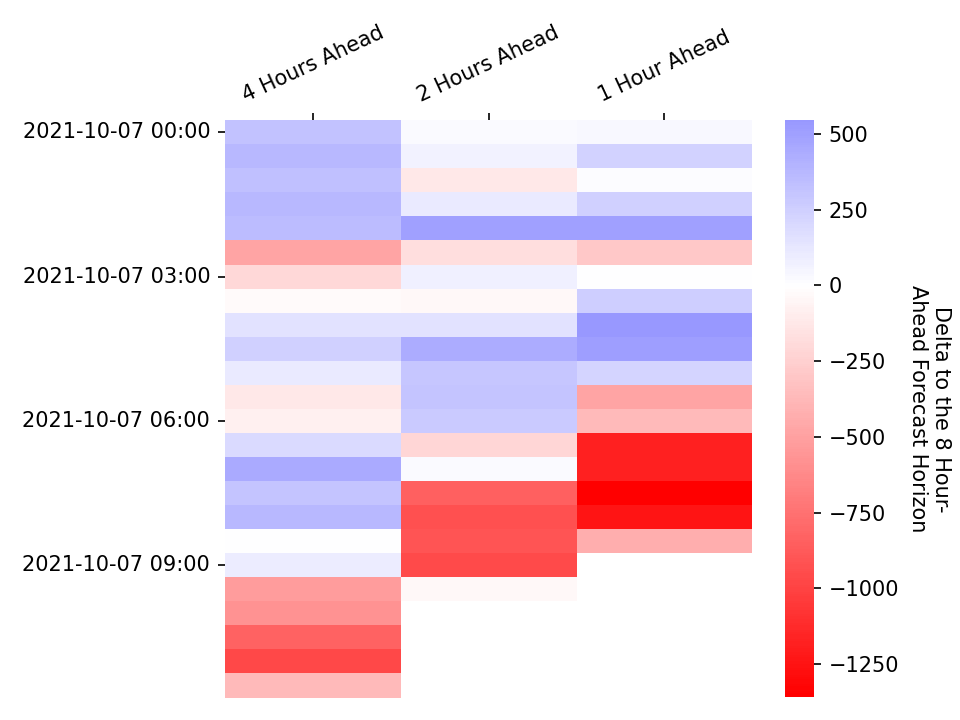 4 Hours Ahead
2 Hours Ahead
1 Hour Ahead
2021-10-07 00:00
2021-10-07 03:00
2021-10-07 06:00
2021-10-07 09:00
500
250
0
−250
−500
−750
−1000
−1250
Delta to the 8 Hour-
Ahead Forecast Horizon